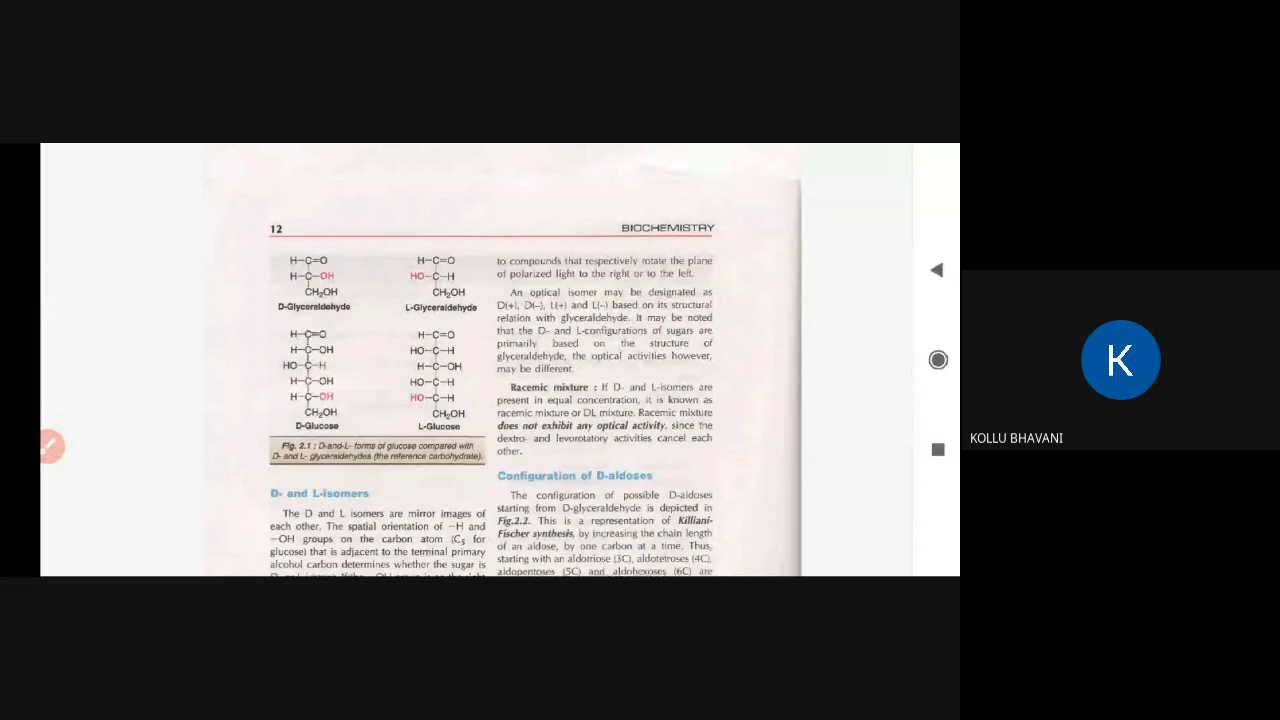 12
BIOCHEMISTRY
H–C=O
H–C–OH
CH₂OH
D-Glyceraldehyde
H–C=O
HO–C–H
CH₂OH
L-Glyceraldehyde
H–C=O
H–C–OH
HO–C–H
H–C–OH
H–C–OH
CH₂OH
D-Glucose
H–C=O
HO–C–H
H–C–OH
HO–C–H
HO–C–H
CH₂OH
L-Glucose
Fig. 2.1 : D-and-L- forms of glucose compared with
D- and L- glyceraldehydes (the reference carbohydrate).
D- and L-isomers
The D and L isomers are mirror images of
each other. The spatial orientation of –H and
–OH groups on the carbon atom (C₅ for
glucose) that is adjacent to the terminal primary
alcohol carbon determines whether the sugar is
to compounds that respectively rotate the plane
of polarized light to the right or to the left.
An optical isomer may be designated as
D(+), D(–), L(+) and L(–) based on its structural
relation with glyceraldehyde. It may be noted
that the D- and L-configurations of sugars are
primarily based on the structure of
glyceraldehyde, the optical activities however,
may be different.
Racemic mixture : If D- and L-isomers are
present in equal concentration, it is known as
racemic mixture or DL mixture. Racemic mixture
does not exhibit any optical activity, since the
dextro- and levorotatory activities cancel each
other.
Configuration of D-aldoses
The configuration of possible D-aldoses
starting from D-glyceraldehyde is depicted in
Fig.2.2. This is a representation of Killiani-
Fischer synthesis, by increasing the chain length
of an aldose, by one carbon at a time. Thus,
starting with an aldotriose (3C), aldotetroses (4C),
aldopentoses (5C) and aldohexoses (6C) are
K
KOLLU BHAVANI